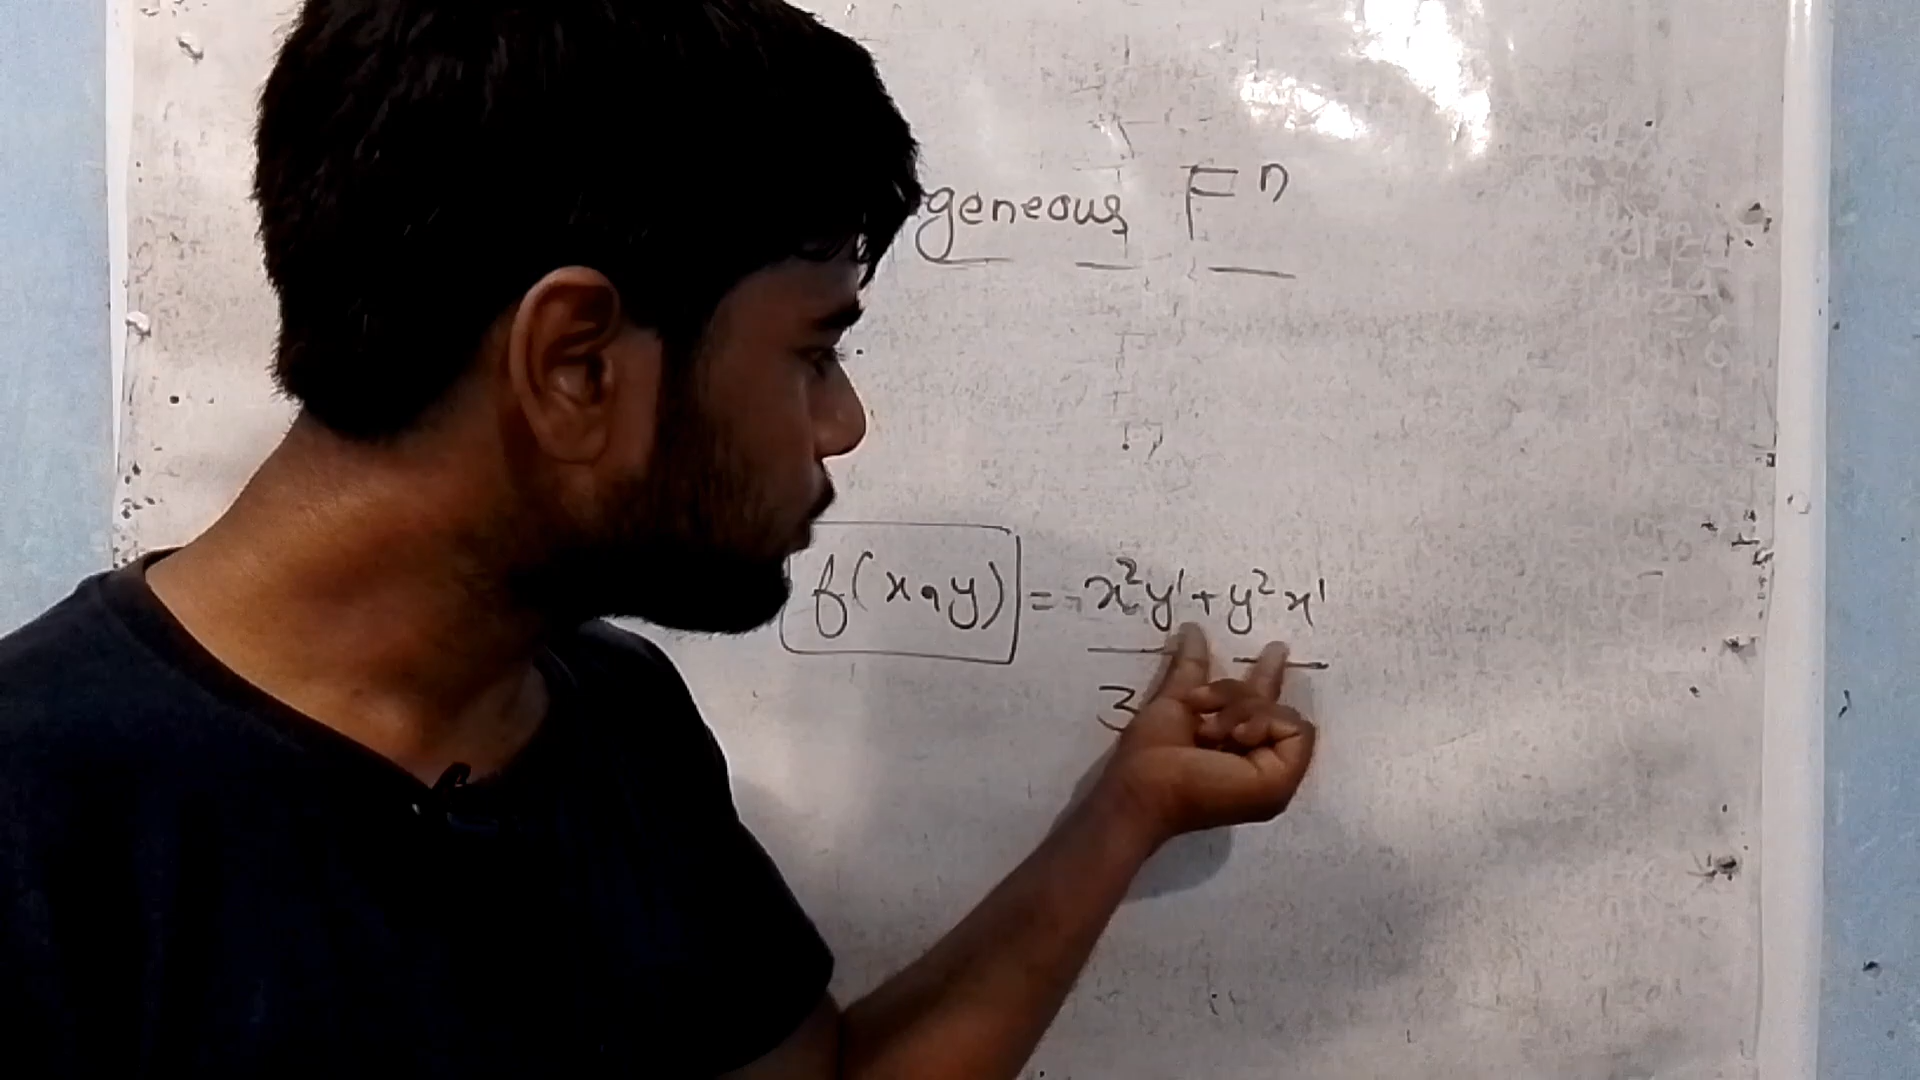 geneous Fⁿ
f(x,y) = x²y¹ + y²x¹
3